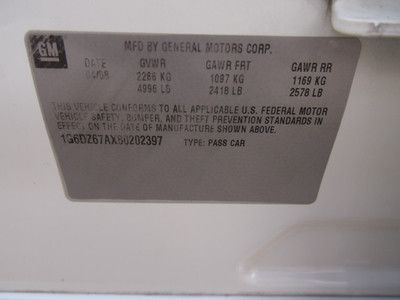 GM
MFD BY GENERAL MOTORS CORP.
DATE GVWR GAWR FRT GAWR RR
04/08 2266 KG 1097 KG 1169 KG
4996 LB 2418 LB 2578 LB
THIS VEHICLE CONFORMS TO ALL APPLICABLE U.S. FEDERAL MOTOR
VEHICLE SAFETY, BUMPER, AND THEFT PREVENTION STANDARDS IN
EFFECT ON THE DATE OF MANUFACTURE SHOWN ABOVE.
1G6DZ67AX80202397 TYPE: PASS CAR